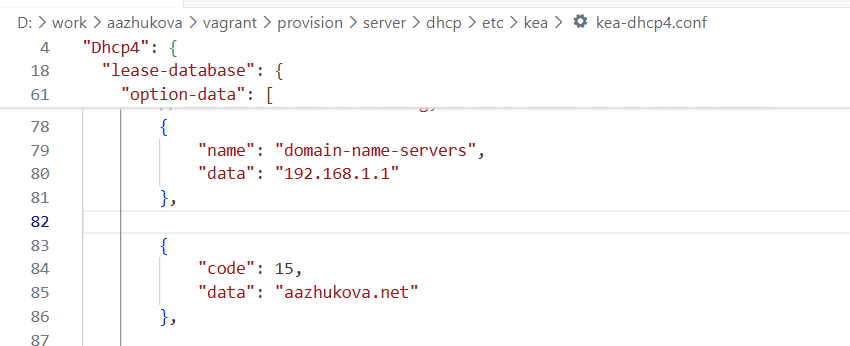 D: > work > aazhukova > vagrant > provision > server > dhcp > etc > kea > kea-dhcp4.conf
4 "Dhcp4": {
18 "lease-database": {
61 "option-data": [
78 {
79 "name": "domain-name-servers",
80 "data": "192.168.1.1"
81 },
82
83 {
84 "code": 15,
85 "data": "aazhukova.net"
86 },
87